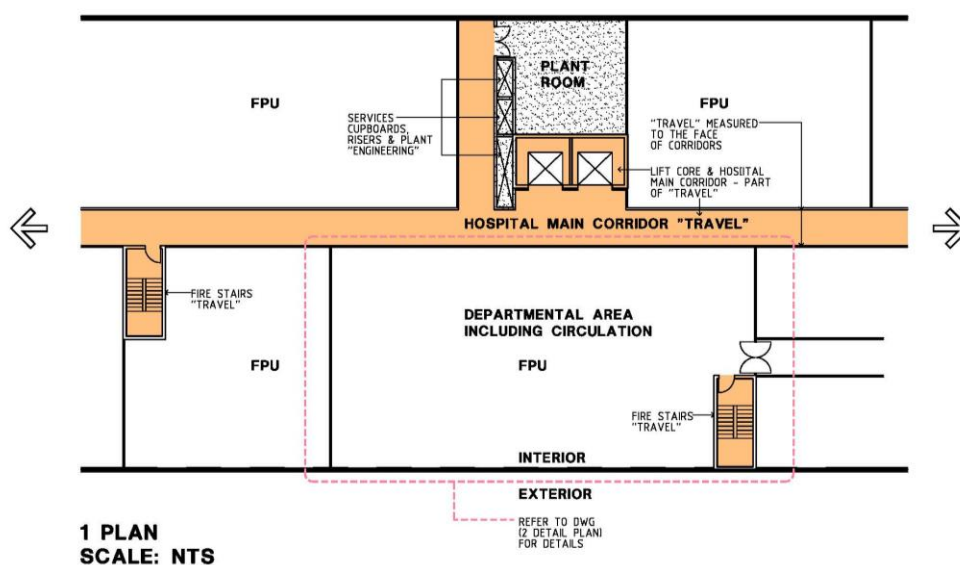 PLANT
ROOM
FPU
FPU
SERVICES
CUPBOARDS,
RISERS & PLANT
"ENGINEERING"
"TRAVEL" MEASURED
TO THE FACE
OF CORRIDORS
LIFT CORE & HOSIITAL
MAIN CORRIDOR - PART
OF "TRAVEL"
HOSPITAL MAIN CORRIDOR "TRAVEL"
FIRE STAIRS
"TRAVEL"
DEPARTMENTAL AREA
INCLUDING CIRCULATION
FPU
FPU
FIRE STAIRS
"TRAVEL"
INTERIOR
EXTERIOR
REFER TO DWG
(2 DETAIL PLAN)
FOR DETAILS
1 PLAN
SCALE: NTS